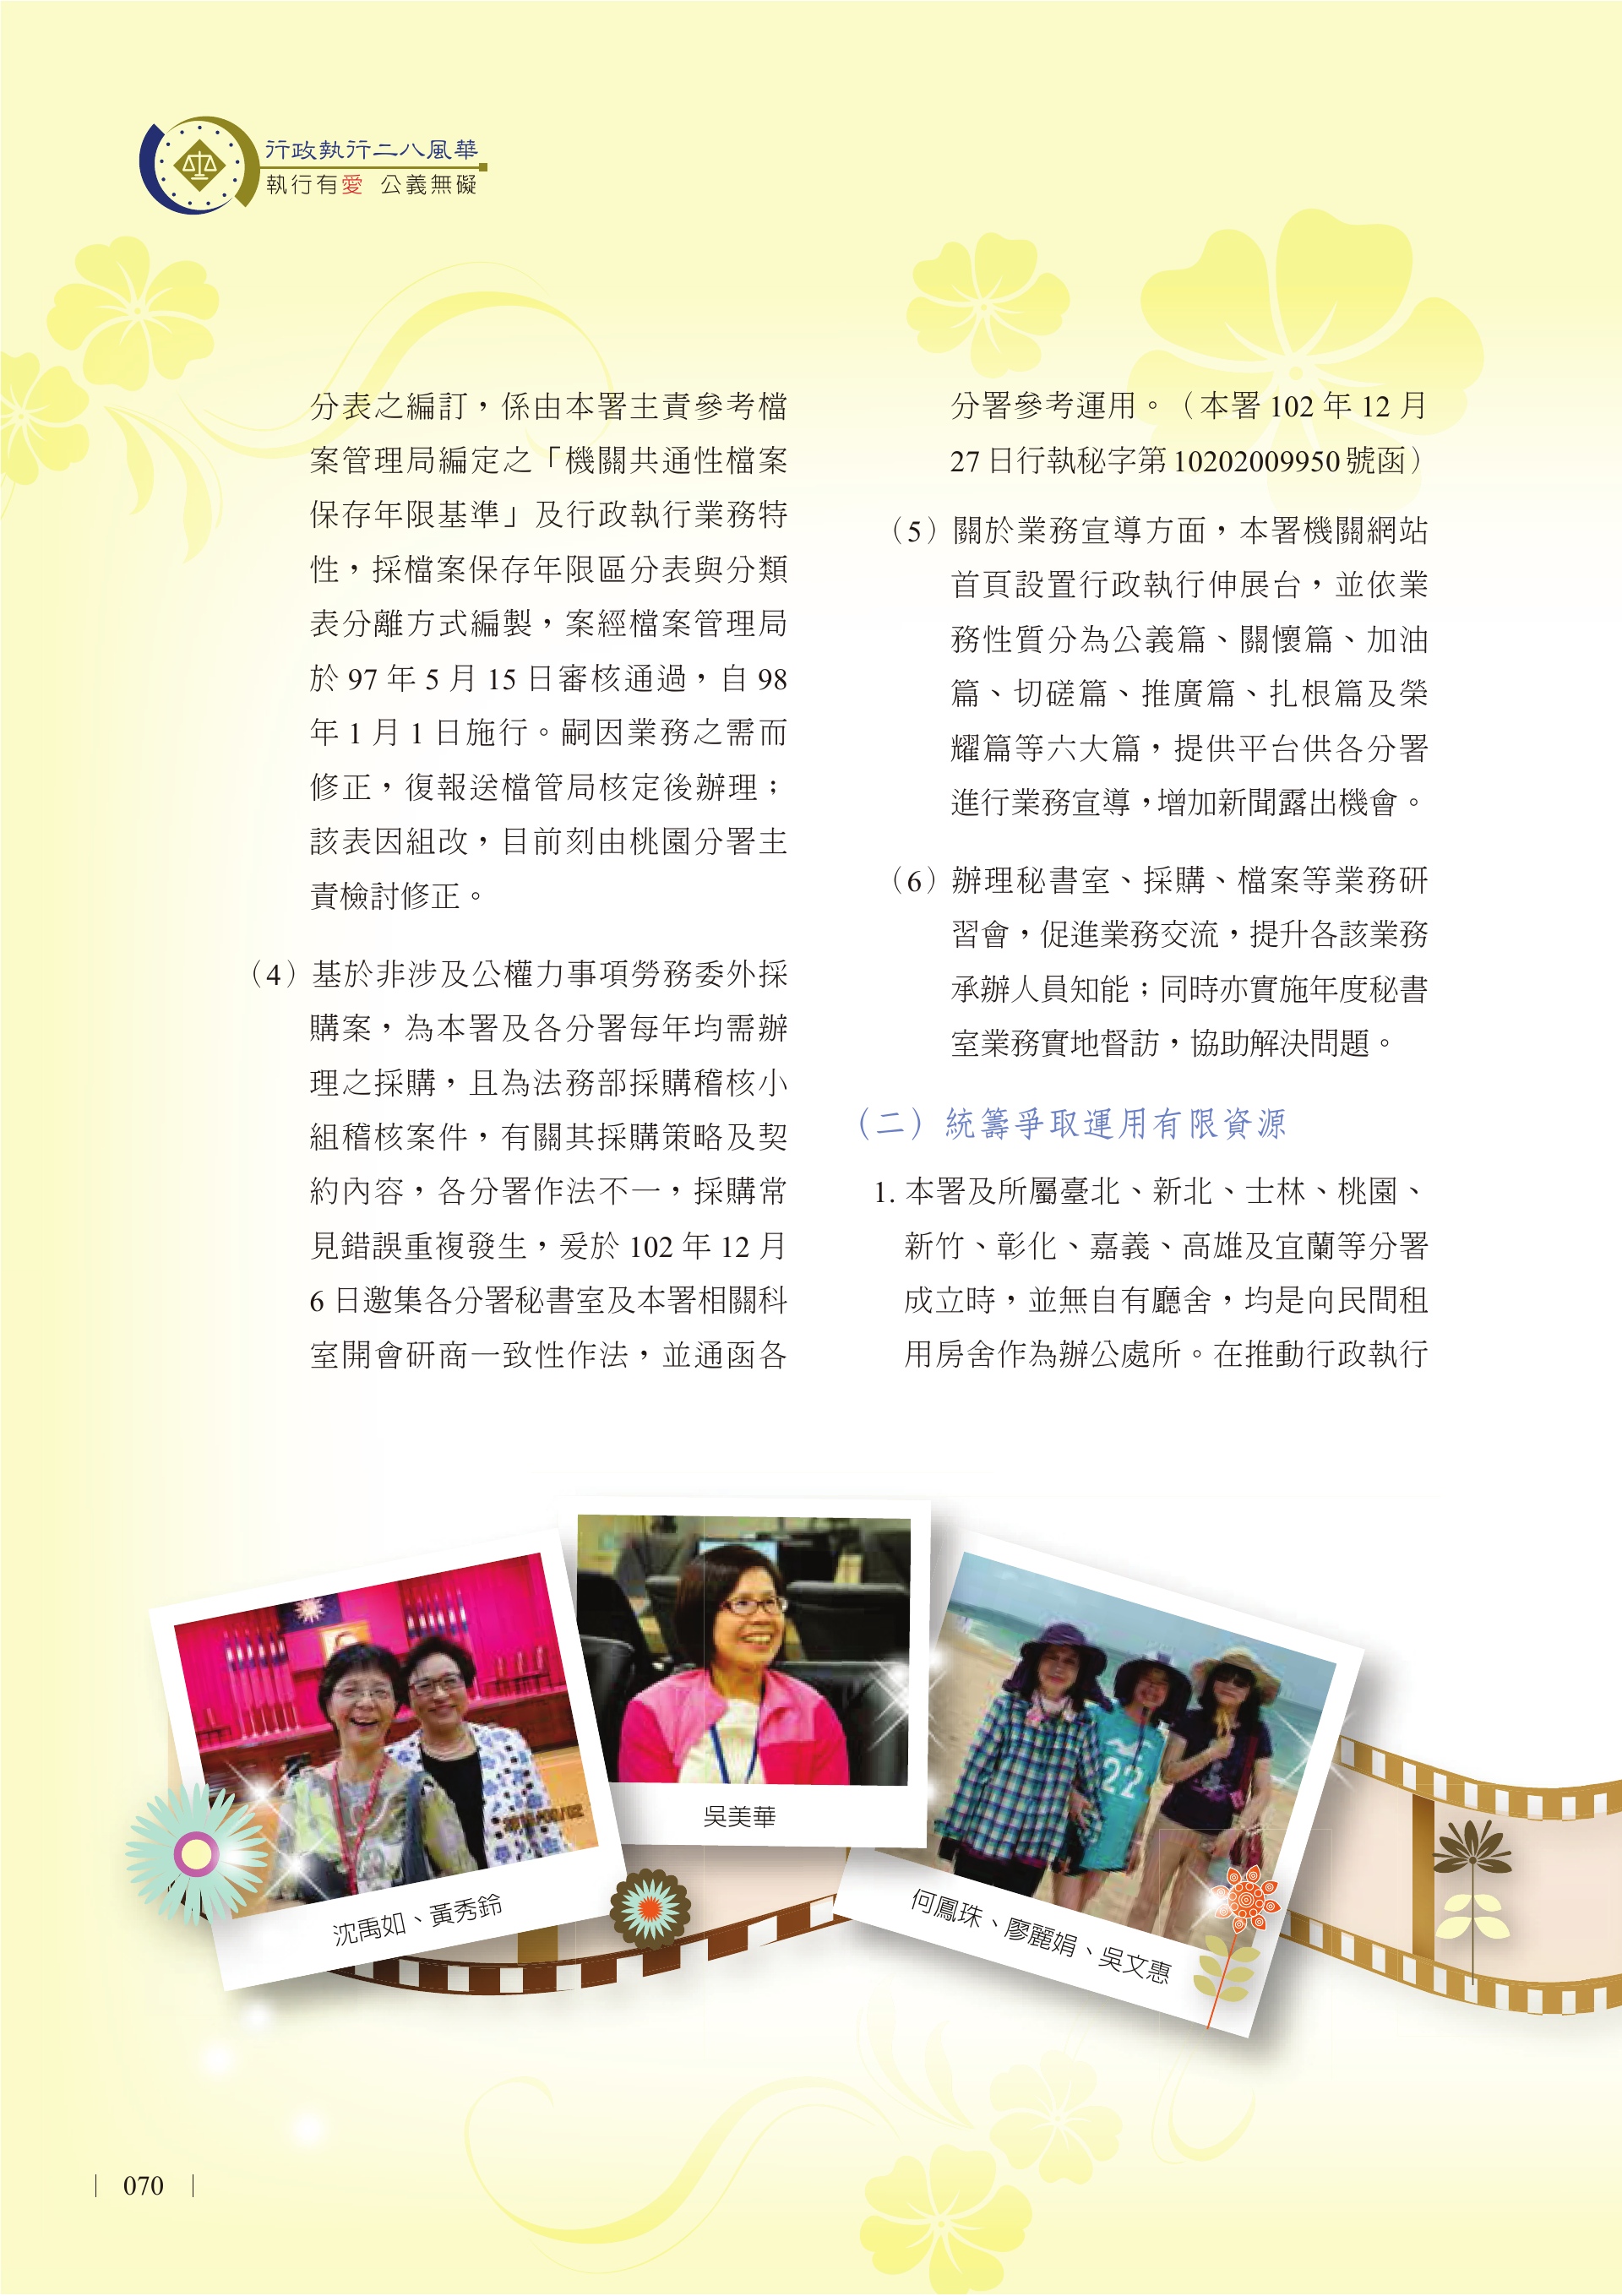 行政執行二八風華
執行有愛 公義無礙
分表之編訂，係由本署主責參考檔
案管理局編定之「機關共通性檔案
保存年限基準」及行政執行業務特
性，採檔案保存年限區分表與分類
表分離方式編製，案經檔案管理局
於 97 年 5 月 15 日審核通過，自 98
年 1 月 1 日施行。嗣因業務之需而
修正，復報送檔管局核定後辦理；
該表因組改，目前刻由桃園分署主
責檢討修正。
（4）基於非涉及公權力事項勞務委外採
購案，為本署及各分署每年均需辦
理之採購，且為法務部採購稽核小
組稽核案件，有關其採購策略及契
約內容，各分署作法不一，採購常
見錯誤重複發生，爰於 102 年 12 月
6 日邀集各分署秘書室及本署相關科
室開會研商一致性作法，並通函各
分署參考運用。（本署 102 年 12 月
27 日行執秘字第 10202009950 號函）
（5）關於業務宣導方面，本署機關網站
首頁設置行政執行伸展台，並依業
務性質分為公義篇、關懷篇、加油
篇、切磋篇、推廣篇、扎根篇及榮
耀篇等六大篇，提供平台供各分署
進行業務宣導，增加新聞露出機會。
（6）辦理秘書室、採購、檔案等業務研
習會，促進業務交流，提升各該業務
承辦人員知能；同時亦實施年度秘書
室業務實地督訪，協助解決問題。
（二）統籌爭取運用有限資源
1. 本署及所屬臺北、新北、士林、桃園、
新竹、彰化、嘉義、高雄及宜蘭等分署
成立時，並無自有廳舍，均是向民間租
用房舍作為辦公處所。在推動行政執行
沈禹如、黃秀鈴
吳美華
22
何鳳珠、廖麗娟、吳文惠
070